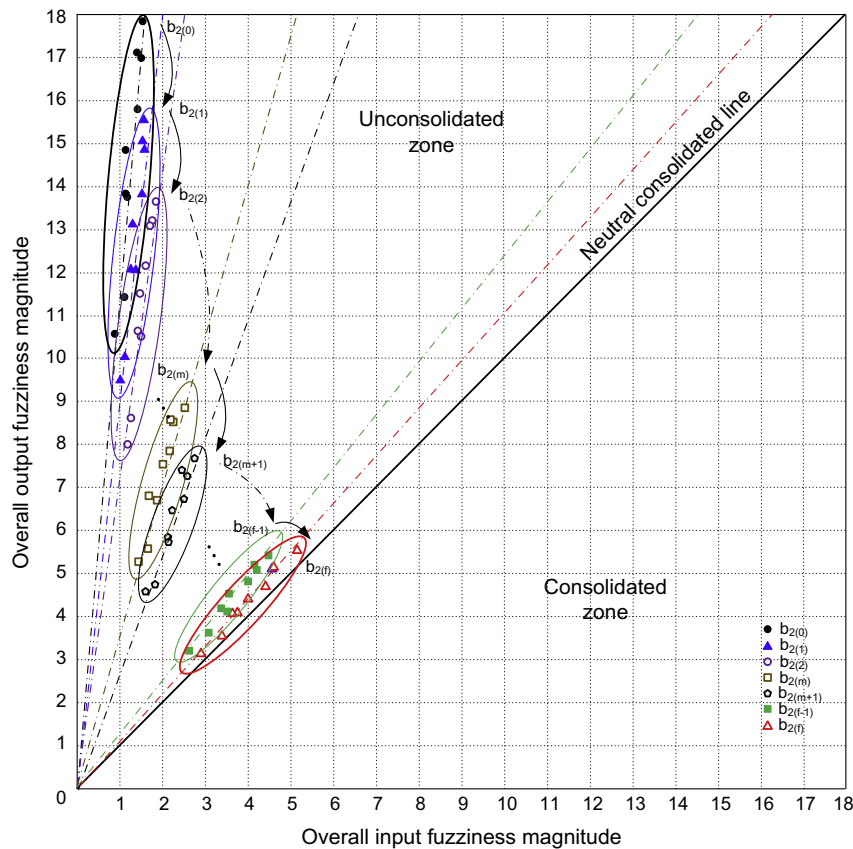 18
17
16
15
14
13
12
11
10
9
8
7
6
5
4
3
2
1
0
1 2 3 4 5 6 7 8 9 10 11 12 13 14 15 16 17 18
Overall output fuzziness magnitude
Overall input fuzziness magnitude
b2(0)
b2(1)
b2(2)
b2(m)
b2(m+1)
b2(f-1)
b2(f)
Unconsolidated
zone
Neutral consolidated line
Consolidated
zone
b2(0)
b2(1)
b2(2)
b2(m)
b2(m+1)
b2(f-1)
b2(f)